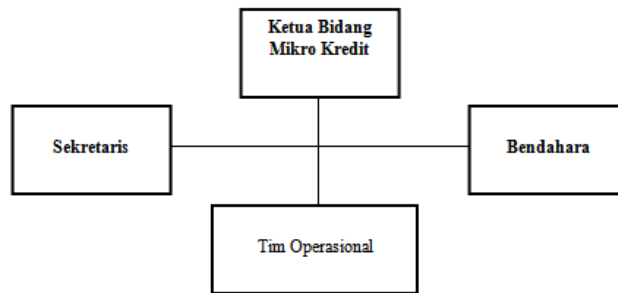 Ketua Bidang
Mikro Kredit
Sekretaris
Bendahara
Tim Operasional